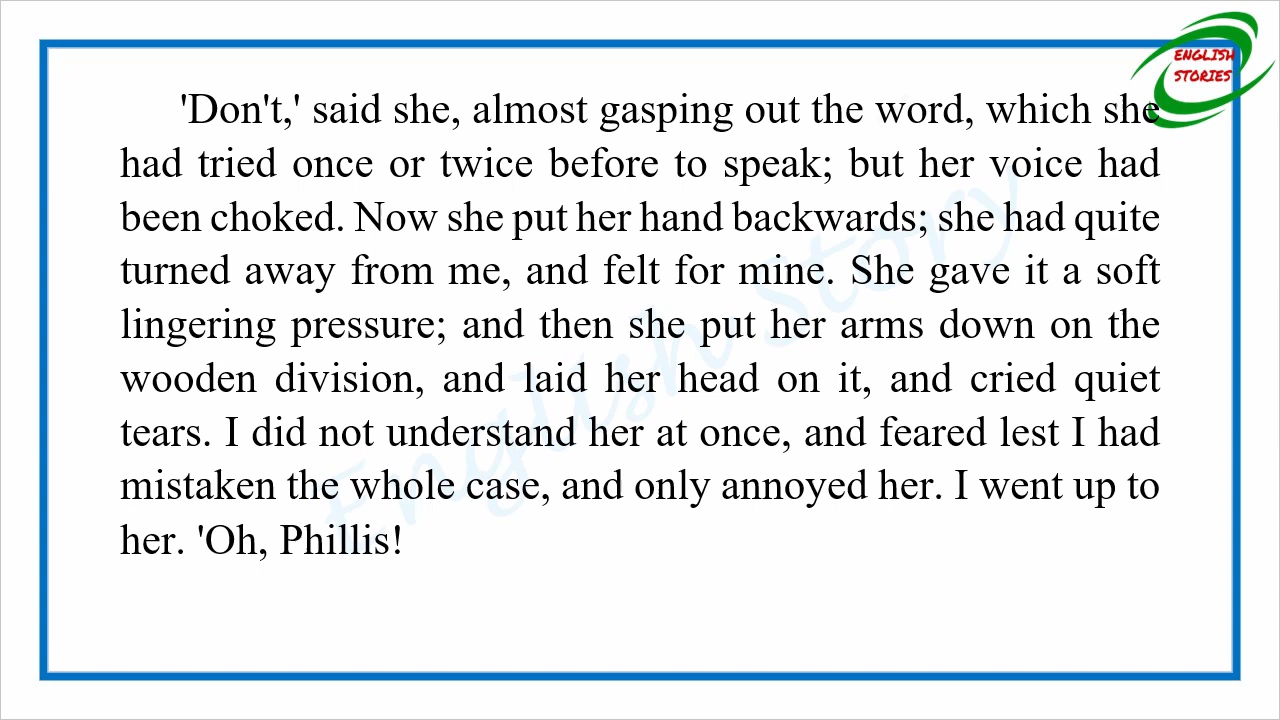 ENGLISH
STORIES
'Don't,' said she, almost gasping out the word, which she
had tried once or twice before to speak; but her voice had
been choked. Now she put her hand backwards; she had quite
turned away from me, and felt for mine. She gave it a soft
lingering pressure; and then she put her arms down on the
wooden division, and laid her head on it, and cried quiet
tears. I did not understand her at once, and feared lest I had
mistaken the whole case, and only annoyed her. I went up to
her. 'Oh, Phillis!
English Story